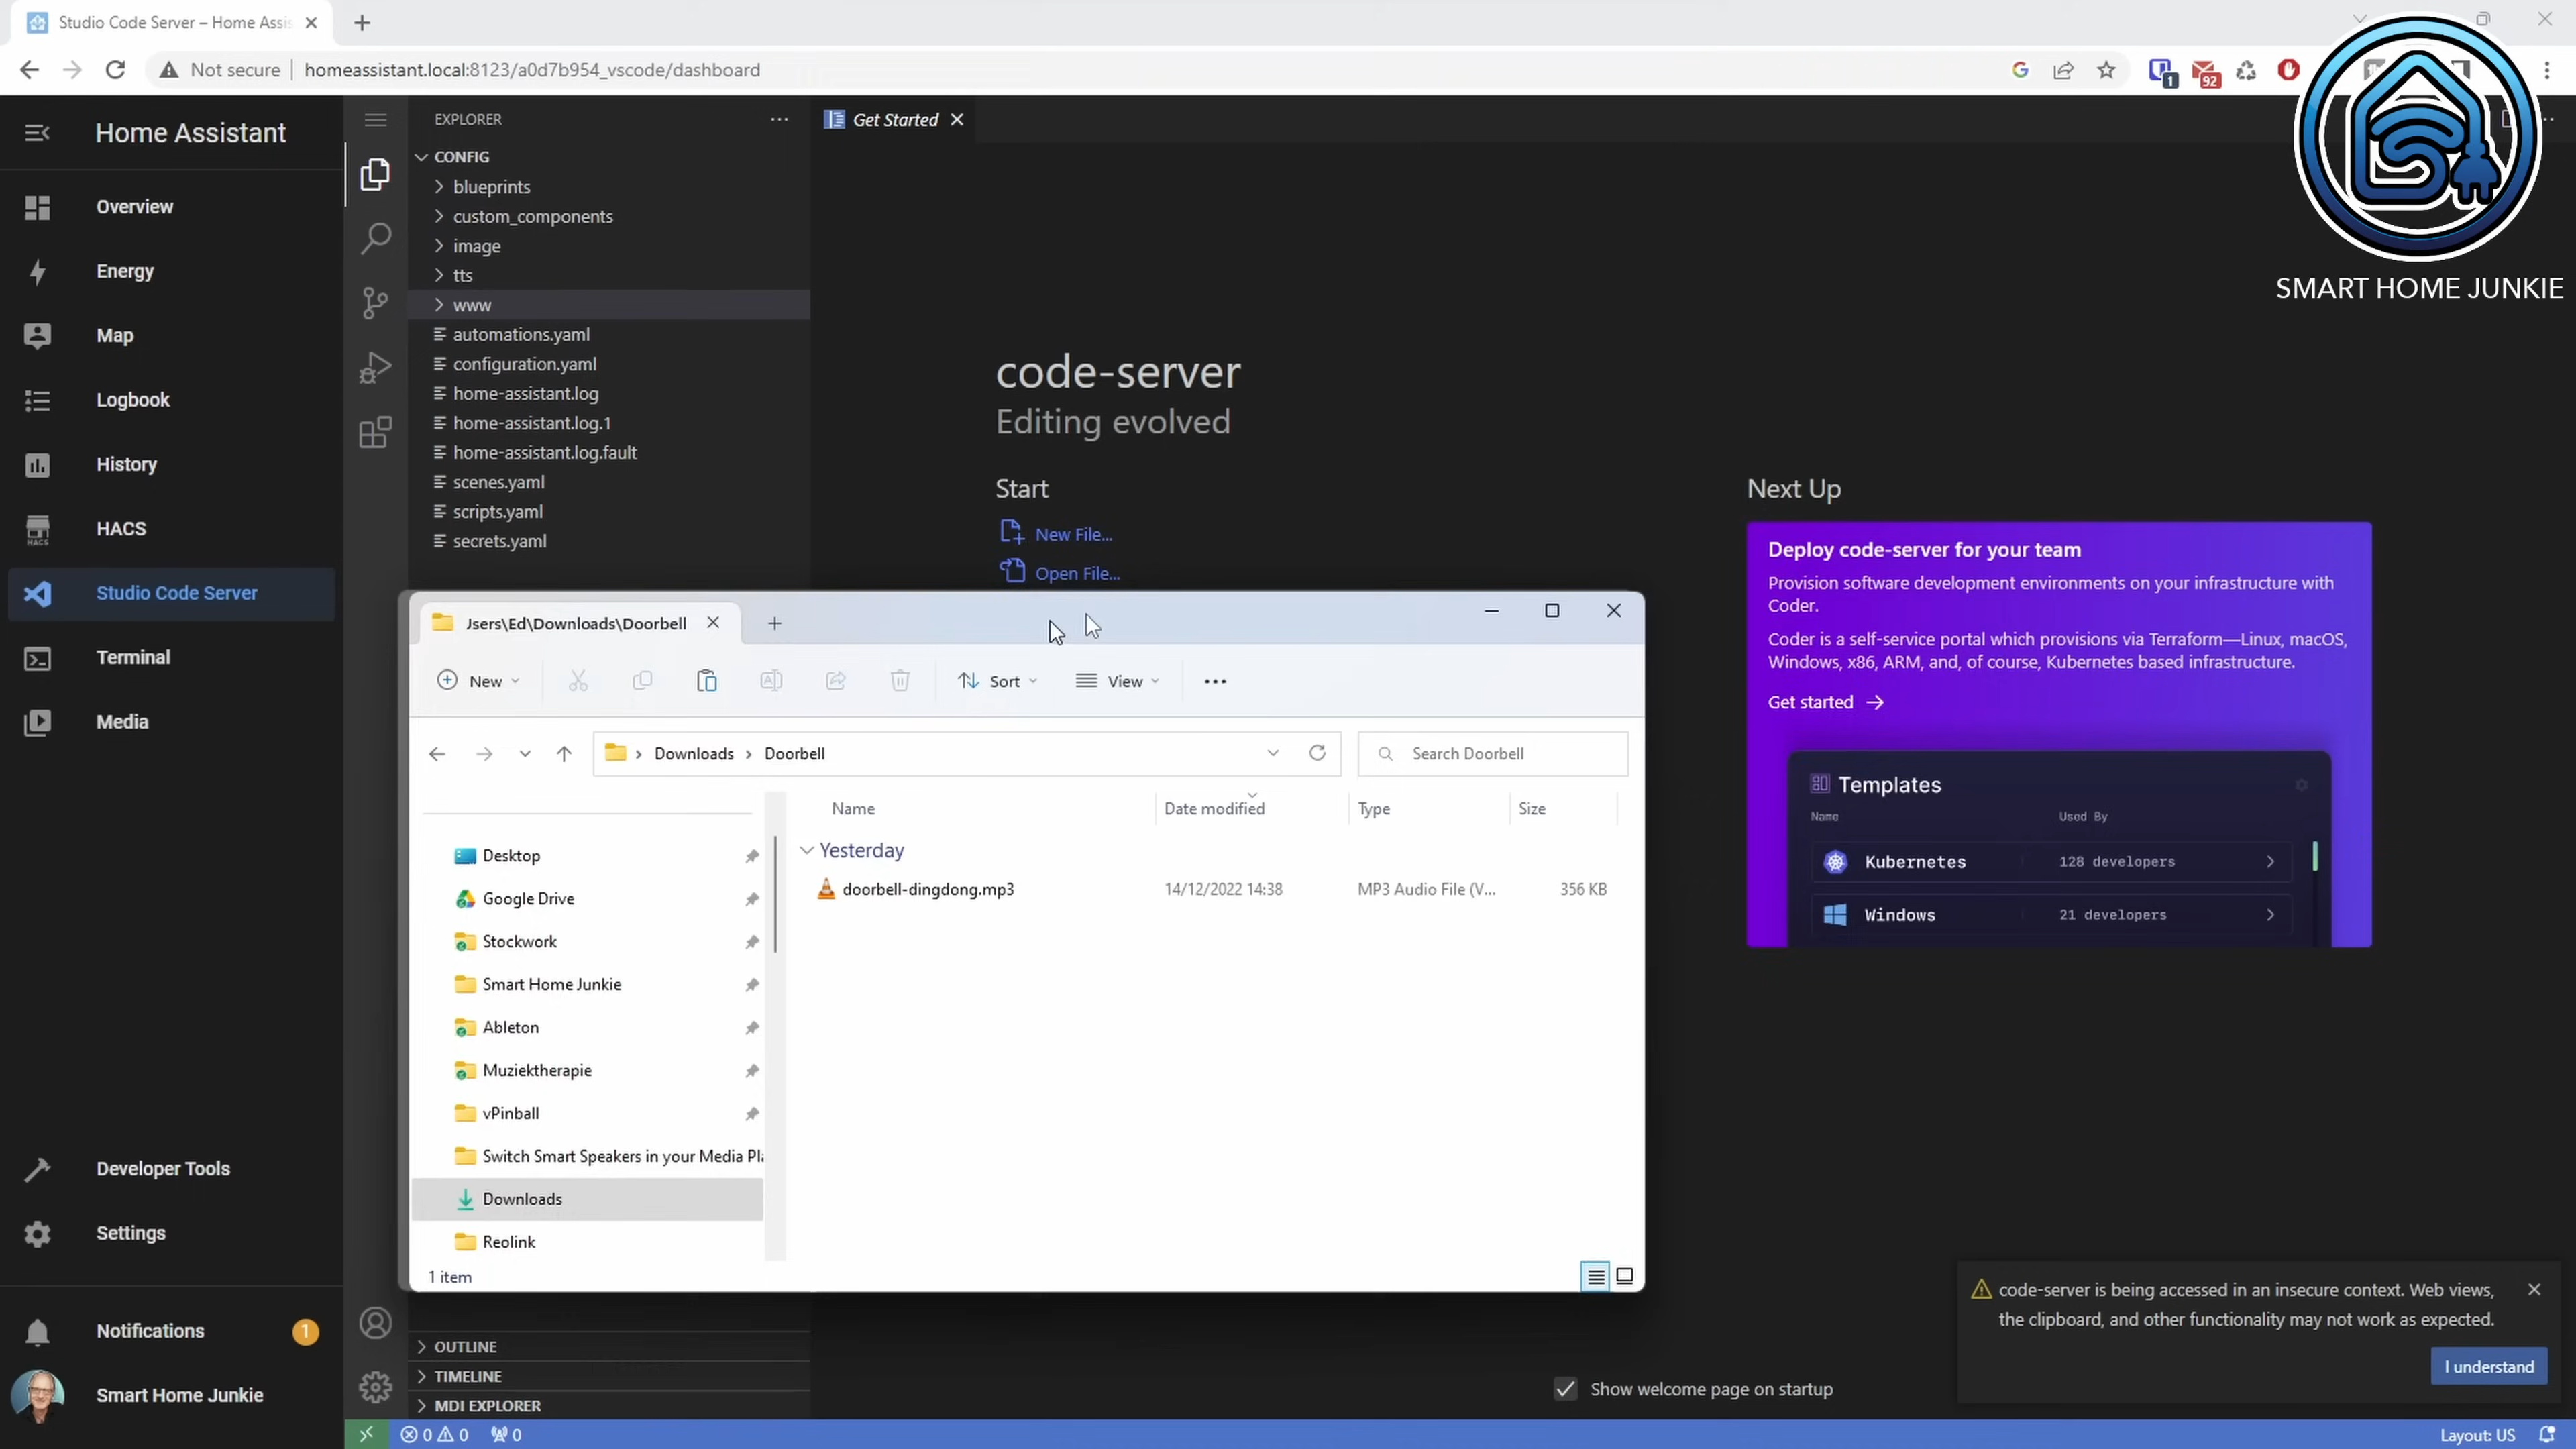 Studio Code Server – Home Assis
Not secure
homeassistant.local:8123/a0d7b954_vscode/dashboard
1
92
SMART HOME JUNKIE
Home Assistant
Overview
Energy
Map
Logbook
History
HACS
HACS
Studio Code Server
Terminal
Media
Developer Tools
Settings
Notifications
1
Smart Home Junkie
EXPLORER
CONFIG
blueprints
custom_components
image
tts
www
automations.yaml
configuration.yaml
home-assistant.log
home-assistant.log.1
home-assistant.log.fault
scenes.yaml
scripts.yaml
secrets.yaml
OUTLINE
TIMELINE
MDI EXPLORER
Get Started
code-server
Editing evolved
Start
New File...
Open File...
Next Up
Deploy code-server for your team
Provision software development environments on your infrastructure with
Coder.
Coder is a self-service portal which provisions via Terraform—Linux, macOS,
Windows, x86, ARM, and, of course, Kubernetes based infrastructure.
Get started
Templates
Name Used By
Kubernetes 128 developers
Windows 21 developers
Jsers\Ed\Downloads\Doorbell
New
Sort
View
Downloads
Doorbell
Search Doorbell
Name Date modified Type Size
Yesterday
doorbell-dingdong.mp3 14/12/2022 14:38 MP3 Audio File (V... 356 KB
Desktop
Google Drive
Stockwork
Smart Home Junkie
Ableton
Muziektherapie
vPinball
Switch Smart Speakers in your Media Pla
Downloads
Reolink
1 item
code-server is being accessed in an insecure context. Web views,
the clipboard, and other functionality may not work as expected.
I understand
Show welcome page on startup
0 0 0
Layout: US